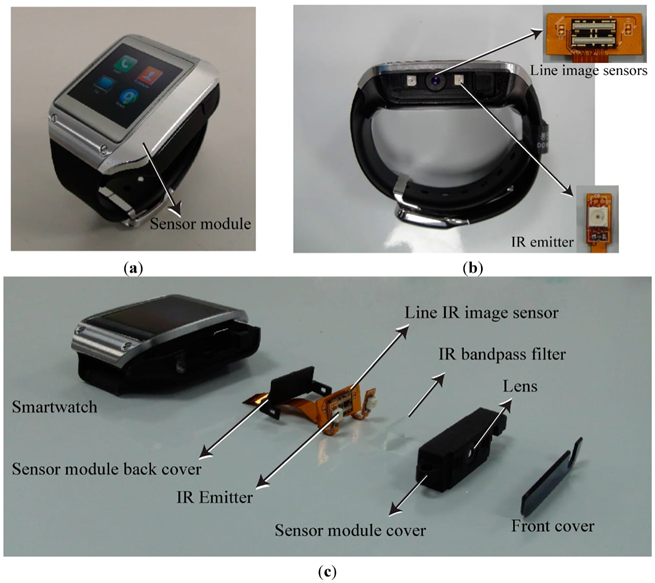 Sensor module
(a)
Line image sensors
IR emitter
(b)
Line IR image sensor
IR bandpass filter
Lens
Smartwatch
Sensor module back cover
IR Emitter
Sensor module cover
Front cover
(c)